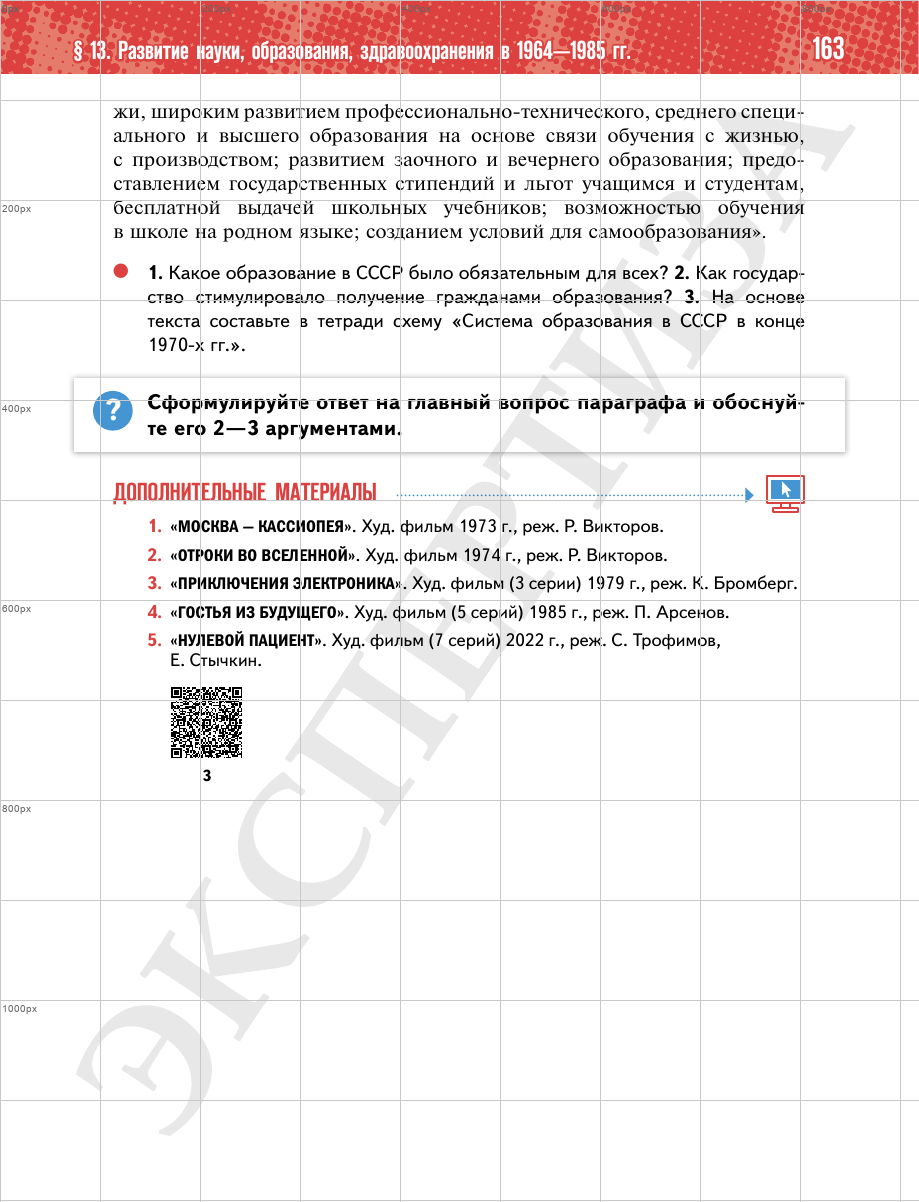 § 13. Развитие науки, образования, здравоохранения в 1964—1985 гг.
163
жи, широким развитием профессионально-технического, среднего специ-
ального и высшего образования на основе связи обучения с жизнью,
с производством; развитием заочного и вечернего образования; предо-
ставлением государственных стипендий и льгот учащимся и студентам,
бесплатной выдачей школьных учебников; возможностью обучения
в школе на родном языке; созданием условий для самообразования».
1. Какое образование в СССР было обязательным для всех? 2. Как государ-
ство стимулировало получение гражданами образования? 3. На основе
текста составьте в тетради схему «Система образования в СССР в конце
1970-х гг.».
? Сформулируйте ответ на главный вопрос параграфа и обоснуй-
те его 2—3 аргументами.
ДОПОЛНИТЕЛЬНЫЕ МАТЕРИАЛЫ
1. «МОСКВА — КАССИОПЕЯ». Худ. фильм 1973 г., реж. Р. Викторов.
2. «ОТРОКИ ВО ВСЕЛЕННОЙ». Худ. фильм 1974 г., реж. Р. Викторов.
3. «ПРИКЛЮЧЕНИЯ ЭЛЕКТРОНИКА». Худ. фильм (3 серии) 1979 г., реж. К. Бромберг.
4. «ГОСТЬЯ ИЗ БУДУЩЕГО». Худ. фильм (5 серий) 1985 г., реж. П. Арсенов.
5. «НУЛЕВОЙ ПАЦИЕНТ». Худ. фильм (7 серий) 2022 г., реж. С. Трофимов,
Е. Стычкин.
3
ЭКСПЕРТИЗА
200px
400px
600px
800px
1000px